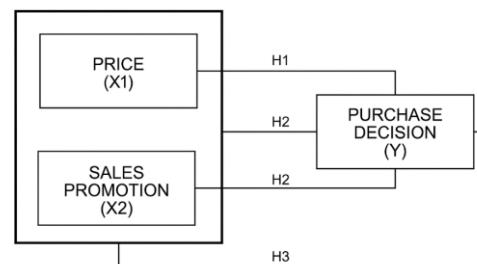 PRICE
(X1)
H1
H2
PURCHASE
DECISION
(Y)
SALES
PROMOTION
(X2)
H2
H3